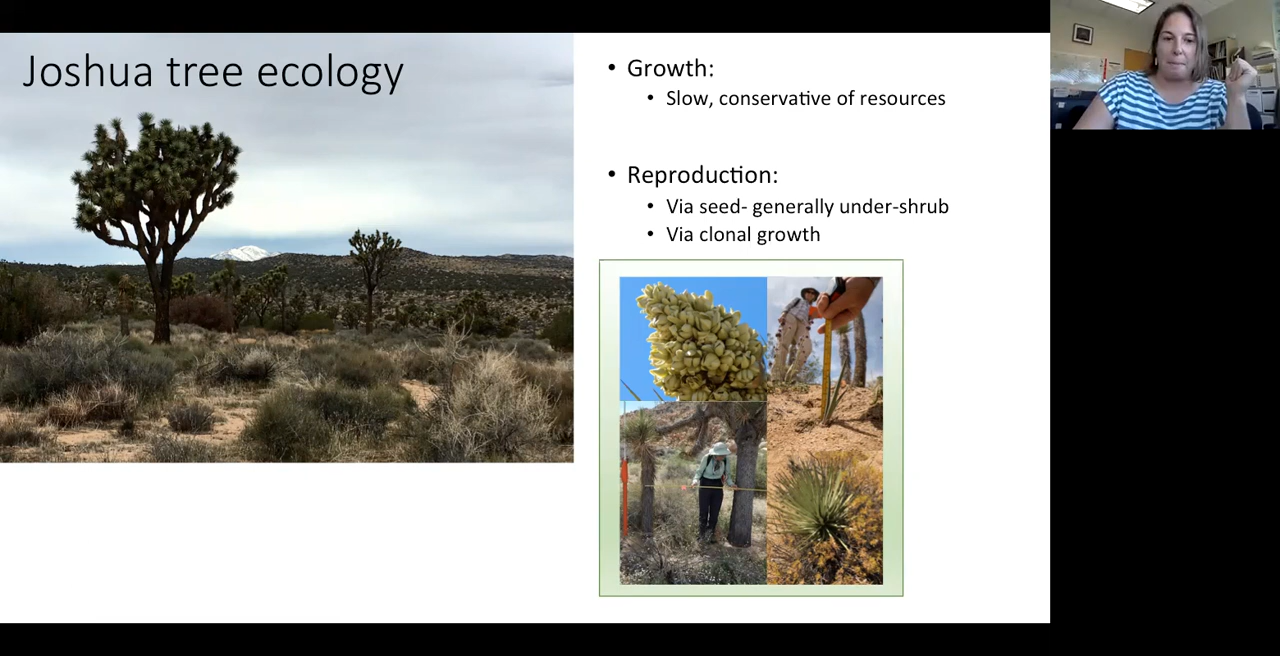 Joshua tree ecology
• Growth:
• Slow, conservative of resources
• Reproduction:
• Via seed- generally under-shrub
• Via clonal growth